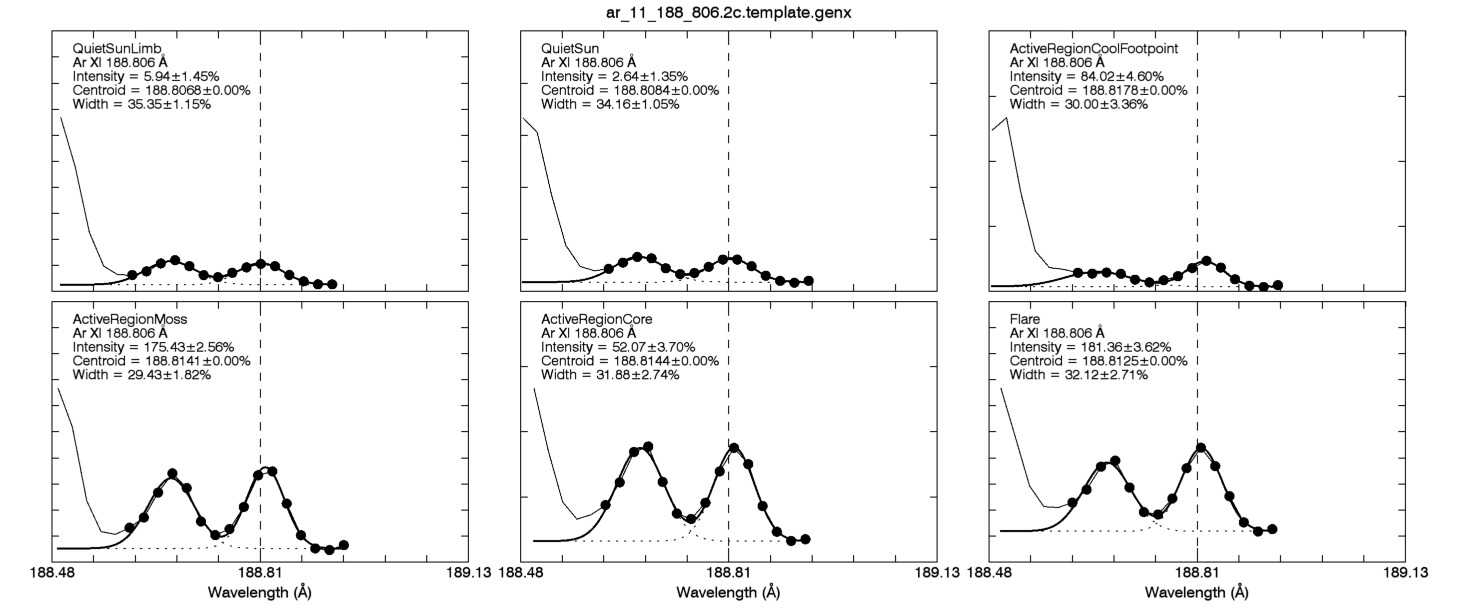 ar_11_188_806.2c.template.genx
QuietSunLimb
Ar XI 188.806 Å
Intensity = 5.94±1.45%
Centroid = 188.8068±0.00%
Width = 35.35±1.15%
QuietSun
Ar XI 188.806 Å
Intensity = 2.64±1.35%
Centroid = 188.8084±0.00%
Width = 34.16±1.05%
ActiveRegionCoolFootpoint
Ar XI 188.806 Å
Intensity = 84.02±4.60%
Centroid = 188.8178±0.00%
Width = 30.00±3.36%
ActiveRegionMoss
Ar XI 188.806 Å
Intensity = 175.43±2.56%
Centroid = 188.8141±0.00%
Width = 29.43±1.82%
ActiveRegionCore
Ar XI 188.806 Å
Intensity = 52.07±3.70%
Centroid = 188.8144±0.00%
Width = 31.88±2.74%
Flare
Ar XI 188.806 Å
Intensity = 181.36±3.62%
Centroid = 188.8125±0.00%
Width = 32.12±2.71%
188.48 188.81 189.13 188.48 188.81 189.13 188.48 188.81 189.13
Wavelength (Å) Wavelength (Å) Wavelength (Å)